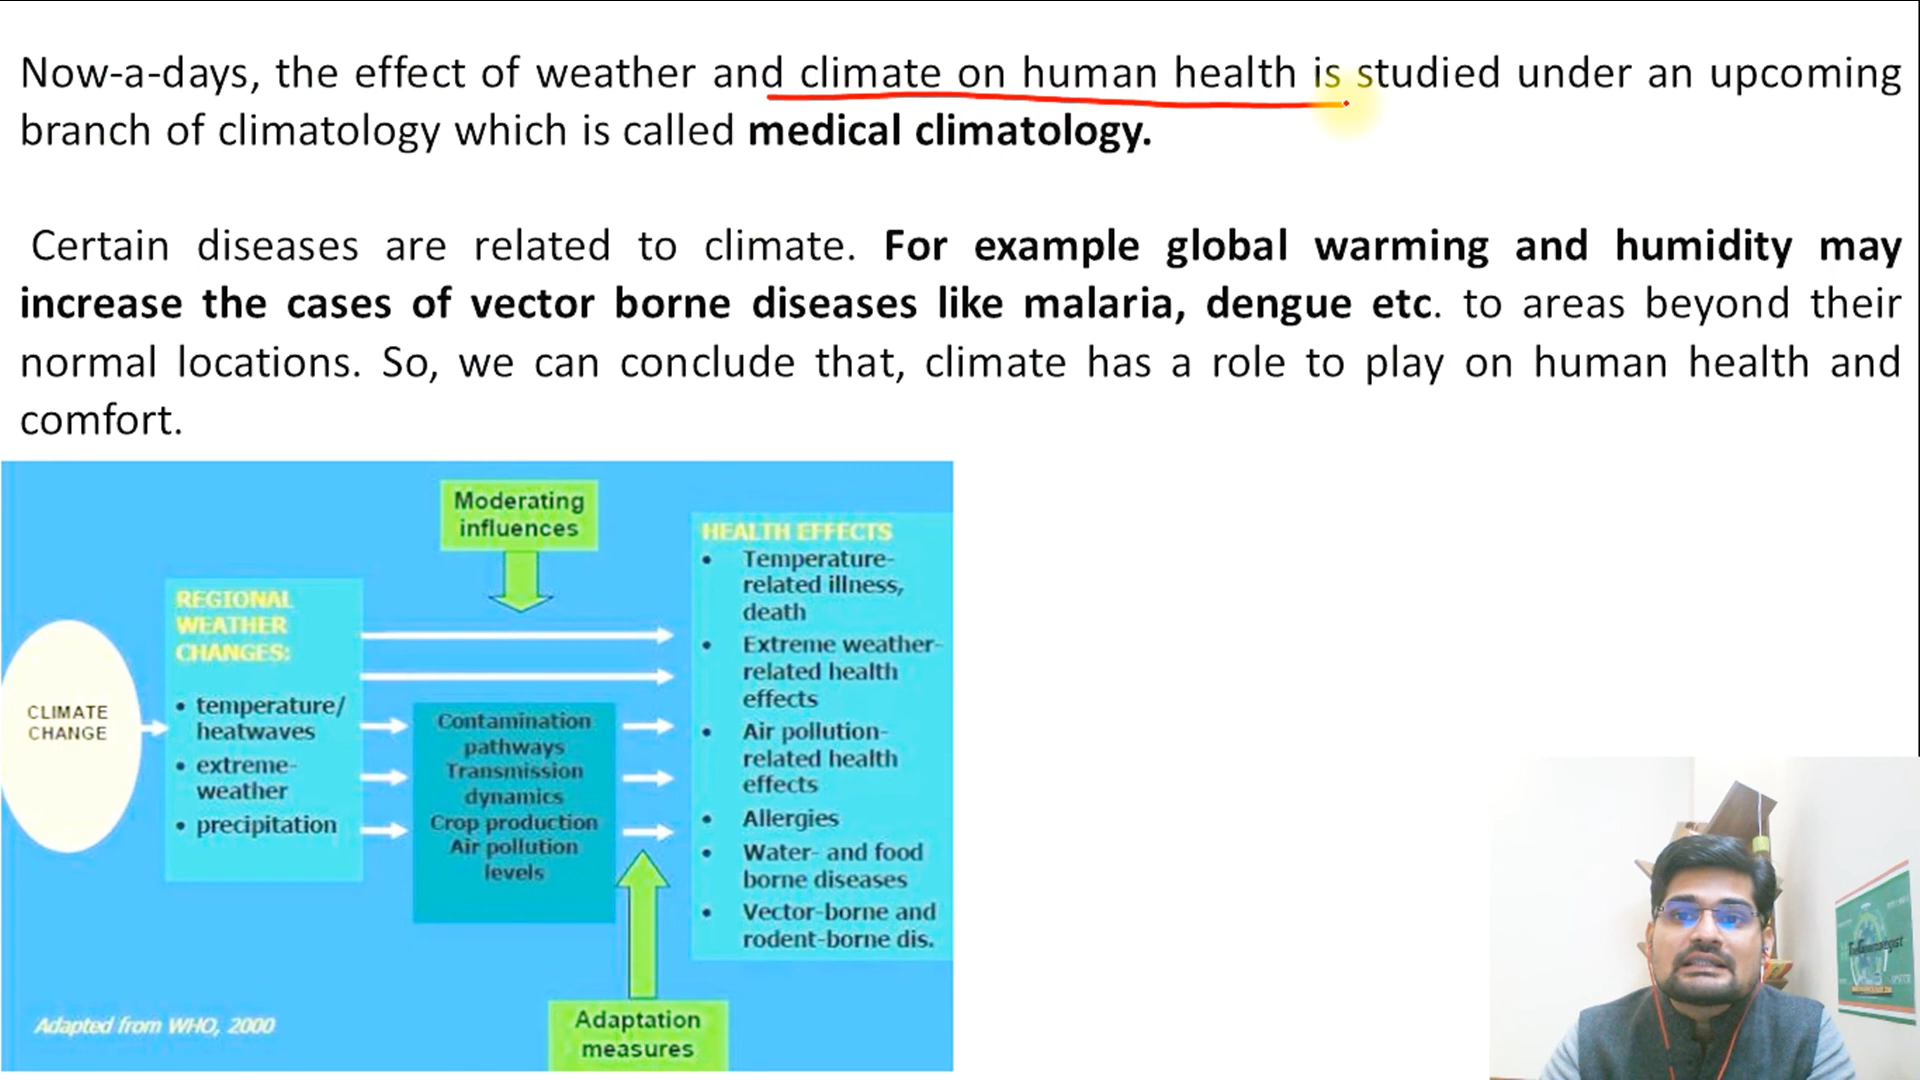 Now-a-days, the effect of weather and climate on human health is studied under an upcoming
branch of climatology which is called medical climatology.
Certain diseases are related to climate. For example global warming and humidity may
increase the cases of vector borne diseases like malaria, dengue etc. to areas beyond their
normal locations. So, we can conclude that, climate has a role to play on human health and
comfort.
CLIMATE
CHANGE
REGIONAL
WEATHER
CHANGES:
• temperature/
heatwaves
• extreme-
weather
• precipitation
Moderating
influences
Contamination
pathways
Transmission
dynamics
Crop production
Air pollution
levels
Adaptation
measures
HEALTH EFFECTS
• Temperature-
related illness,
death
• Extreme weather-
related health
effects
• Air pollution-
related health
effects
• Allergies
• Water- and food
borne diseases
• Vector-borne and
rodent-borne dis.
Adapted from WHO, 2000